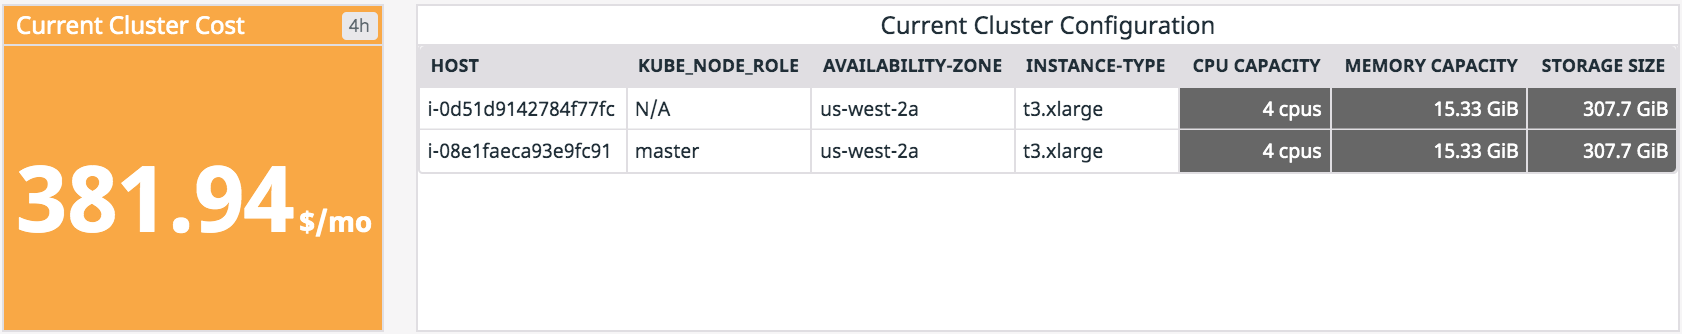 Current Cluster Cost 4h
381.94 $/mo
Current Cluster Configuration
HOST KUBE_NODE_ROLE AVAILABILITY-ZONE INSTANCE-TYPE CPU CAPACITY MEMORY CAPACITY STORAGE SIZE
i-0d51d9142784f77fc N/A us-west-2a t3.xlarge 4 cpus 15.33 GiB 307.7 GiB
i-08e1faeca93e9fc91 master us-west-2a t3.xlarge 4 cpus 15.33 GiB 307.7 GiB